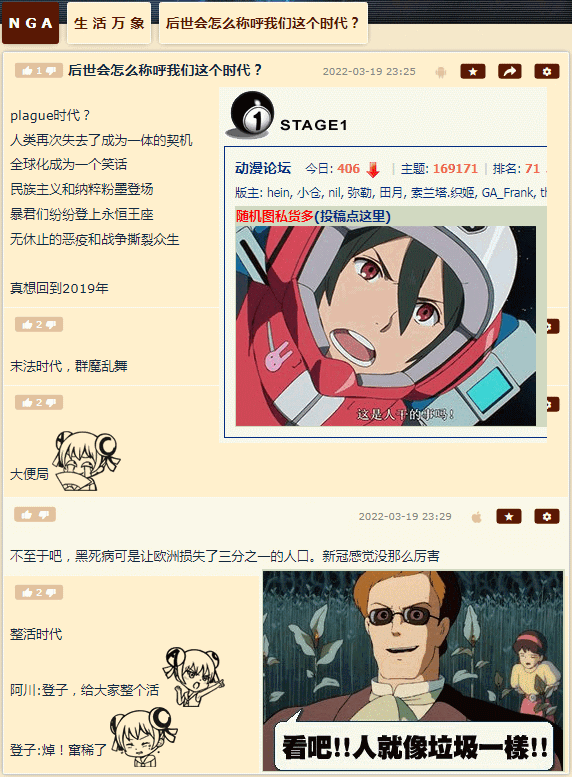 NGA
生活万象
后世会怎么称呼我们这个时代？
1
后世会怎么称呼我们这个时代？
2022-03-19 23:25
plague时代？
人类再次失去了成为一体的契机
全球化成为一个笑话
民族主义和纳粹粉墨登场
暴君们纷纷登上永恒王座
无休止的恶疫和战争撕裂众生
真想回到2019年
1
STAGE1
动漫论坛 今日: 406 | 主题: 169171 | 排名: 71
版主: hein, 小仓, nil, 弥勒, 田月, 索兰塔.织姬, GA_Frank, th
随机图私货多(投稿点这里)
这是人干的事吗!
2
末法时代，群魔乱舞
2
大便局
2022-03-19 23:29
不至于吧，黑死病可是让欧洲损失了三分之一的人口。新冠感觉没那么厉害
2
整活时代
阿川:登子，给大家整个活
登子:焯！窜稀了
看吧!!人就像垃圾一樣!!